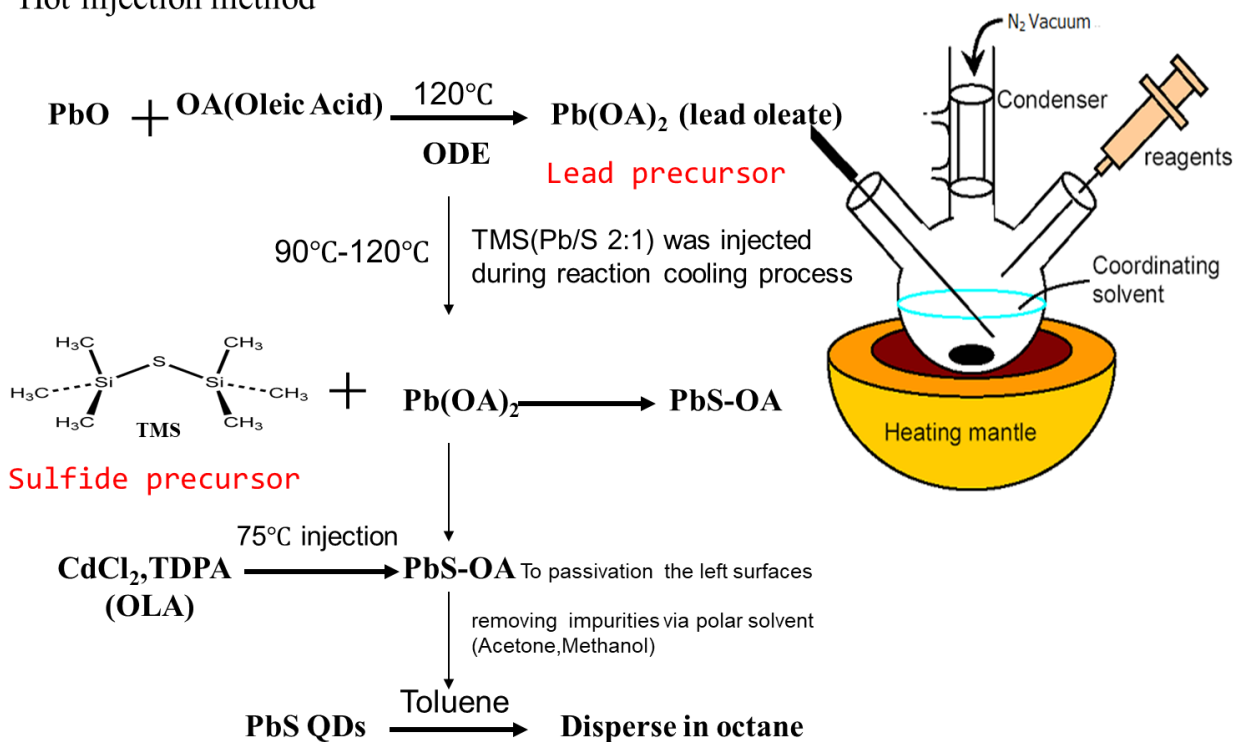 Hot injection method
N₂ Vacuum
PbO + OA(Oleic Acid) 120℃ Pb(OA)₂ (lead oleate)
ODE
Lead precursor
Condenser
reagents
90℃-120℃
TMS(Pb/S 2:1) was injected
during reaction cooling process
Coordinating
solvent
Heating mantle
H₃C S CH₃
H₃C Si Si CH₃
H₃C CH₃
TMS
+ Pb(OA)₂ PbS-OA
Sulfide precursor
75℃ injection
CdCl₂,TDPA PbS-OA To passivation the left surfaces
(OLA)
removing impurities via polar solvent
(Acetone,Methanol)
Toluene
PbS QDs Disperse in octane